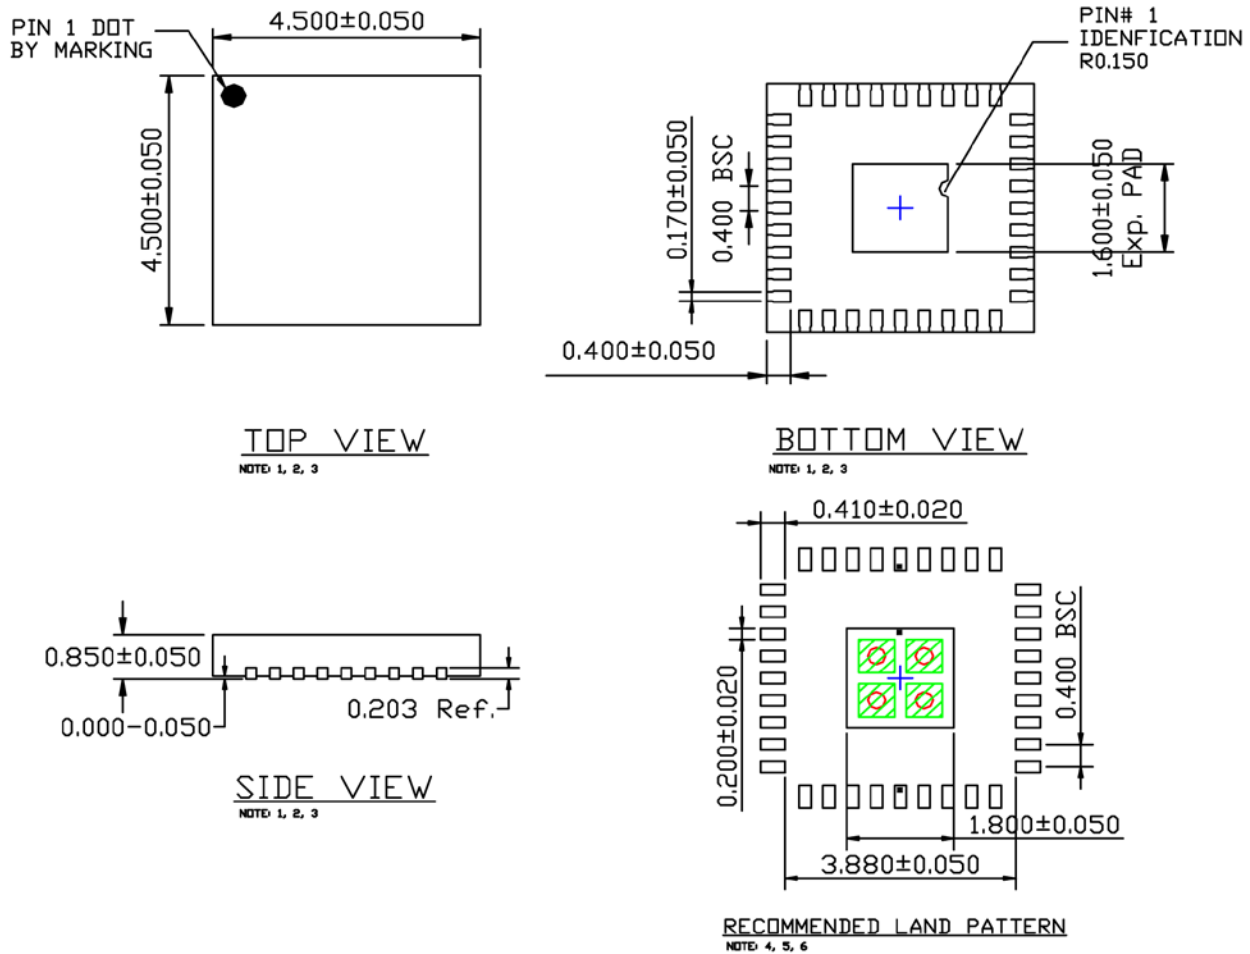 PIN 1 DOT
BY MARKING
4.500±0.050
4.500±0.050
TOP VIEW
NOTE: 1, 2, 3
PIN# 1
IDENFICATION
R0.150
0.170±0.050
0.400 BSC
1.600±0.050
Exp. PAD
0.400±0.050
BOTTOM VIEW
NOTE: 1, 2, 3
0.850±0.050
0.000-0.050
0.203 Ref.
SIDE VIEW
NOTE: 1, 2, 3
0.410±0.020
0.200±0.020
0.400 BSC
1.800±0.050
3.880±0.050
RECOMMENDED LAND PATTERN
NOTE: 4, 5, 6